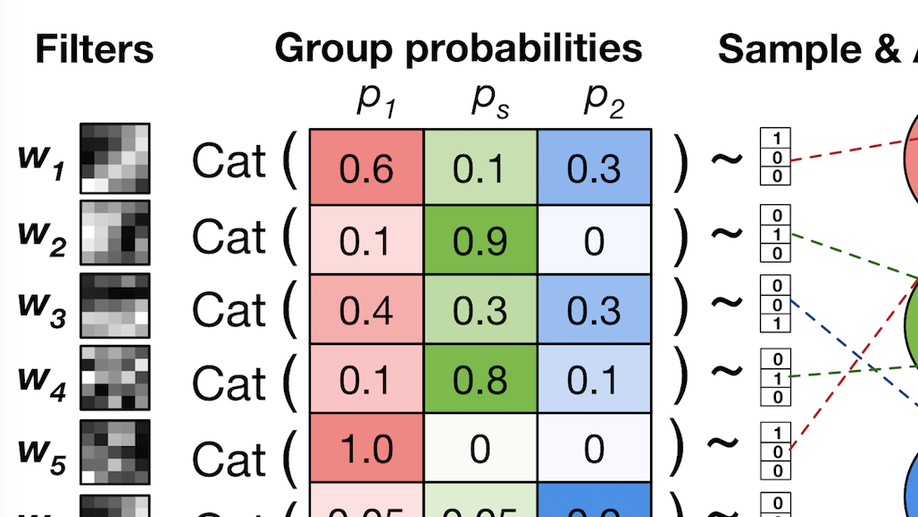 Filters Group probabilities Sample &
p1 ps p2
w1 Cat ( 0.6 0.1 0.3 ) ~ 1 0 0
w2 Cat ( 0.1 0.9 0 ) ~ 0 1 0
w3 Cat ( 0.4 0.3 0.3 ) ~ 0 0 1
w4 Cat ( 0.1 0.8 0.1 ) ~ 0 1 0
w5 Cat ( 1.0 0 0 ) ~ 1 0 0
0